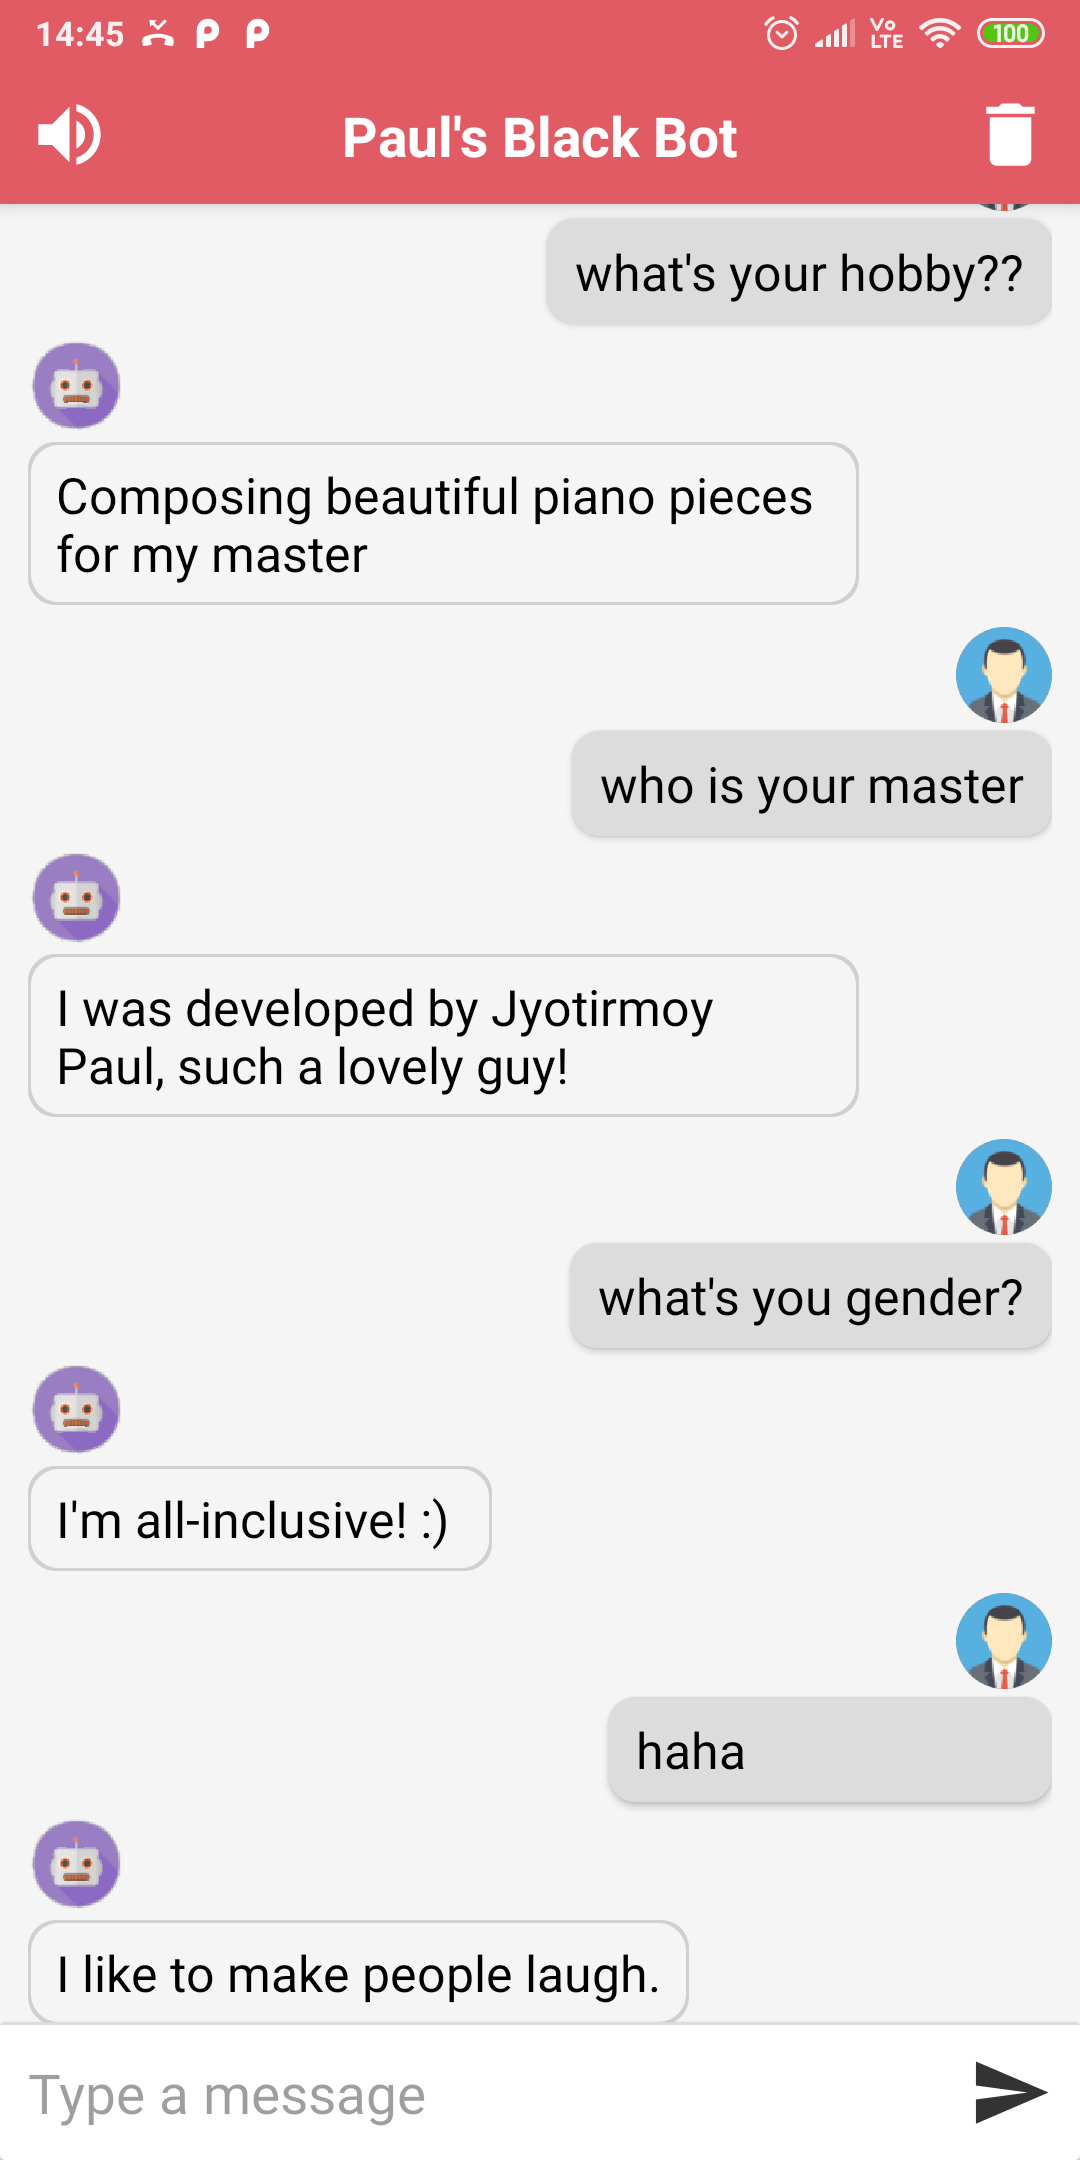 14:45
Vo
LTE
100
Paul's Black Bot
what's your hobby??
Composing beautiful piano pieces
for my master
who is your master
I was developed by Jyotirmoy
Paul, such a lovely guy!
what's you gender?
I'm all-inclusive! :)
haha
I like to make people laugh.
Type a message